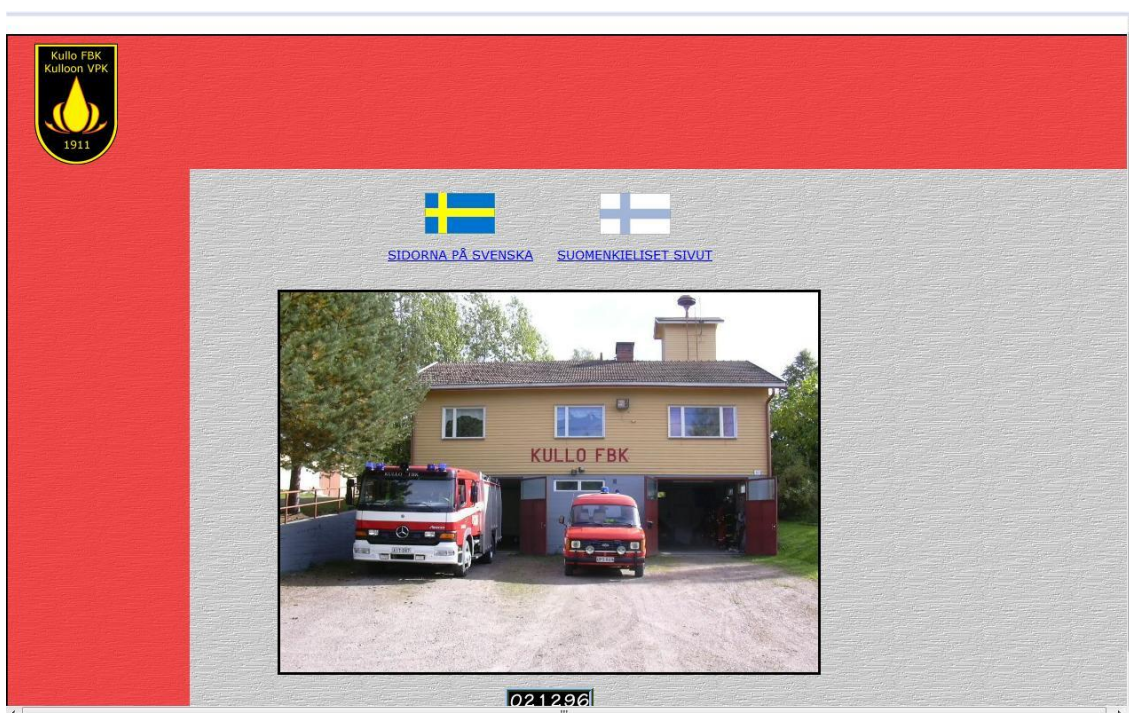 Kullo FBK
Kulloon VPK
1911
SIDORNA PÅ SVENSKA
SUOMENKIELISET SIVUT
KULLO FBK
021296